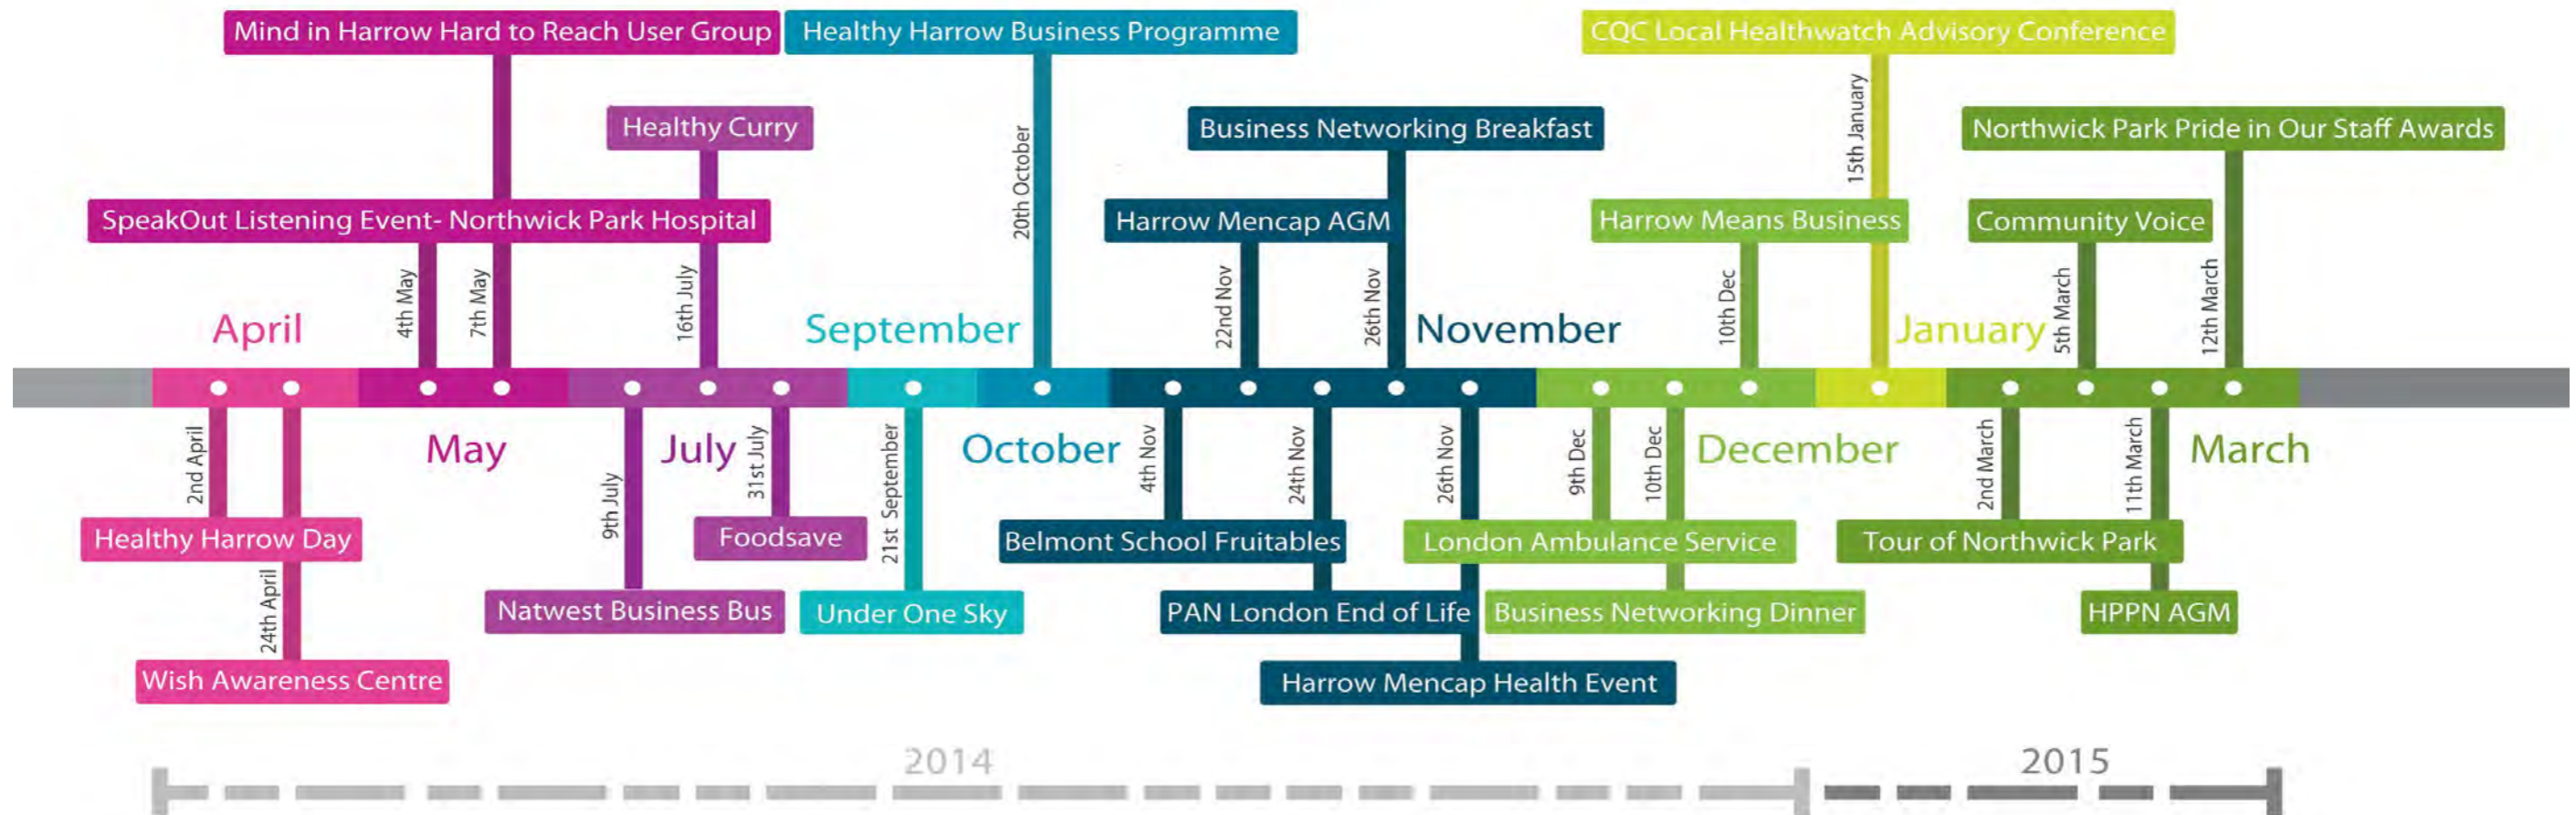 Mind in Harrow Hard to Reach User Group
Healthy Harrow Business Programme
CQC Local Healthwatch Advisory Conference
15th January
Healthy Curry
Business Networking Breakfast
Northwick Park Pride in Our Staff Awards
20th October
SpeakOut Listening Event- Northwick Park Hospital
Harrow Mencap AGM
Harrow Means Business
Community Voice
4th May
7th May
16th July
22nd Nov
26th Nov
10th Dec
5th March
12th March
April
September
November
January
May
July
October
December
March
2nd April
9th July
31st July
21st September
4th Nov
24th Nov
26th Nov
9th Dec
10th Dec
2nd March
11th March
Healthy Harrow Day
Foodsave
Belmont School Fruitables
London Ambulance Service
Tour of Northwick Park
24th April
Natwest Business Bus
Under One Sky
PAN London End of Life
Business Networking Dinner
HPPN AGM
Wish Awareness Centre
Harrow Mencap Health Event
2014
2015